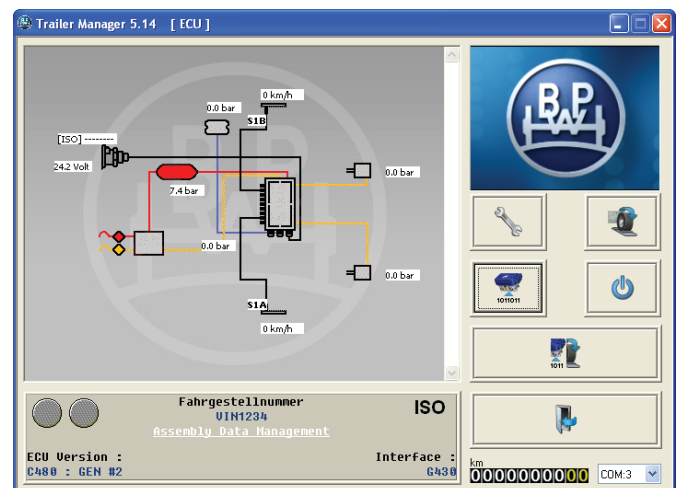 Trailer Manager 5.14 [ ECU ]
0 km/h
0.0 bar
S1B
[ISO] --------
24.2 Volt
0.0 bar
7.4 bar
0.0 bar
0.0 bar
S1A
0 km/h
BPW
1011011
1011
Fahrgestellnummer
VIN1234
ISO
Assembly Data Management
ECU Version :
C480 : GEN #2
Interface :
G430
km
0000000000
COM:3